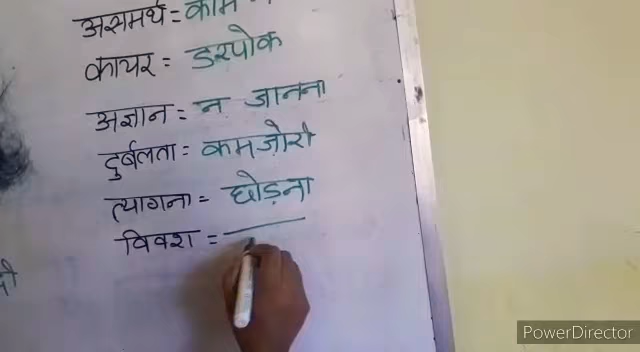 असमर्थ = काम
कायर = डरपोक
अज्ञान = न जानना
दुर्बलता = कमजोरी
त्यागना = छोड़ना
विवश =
PowerDirector